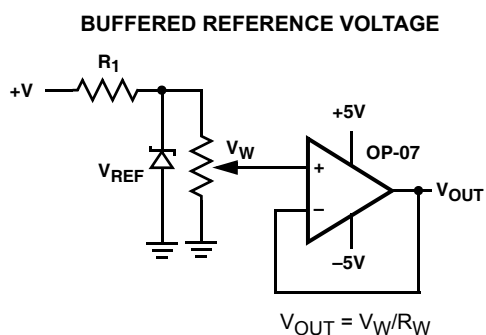 BUFFERED REFERENCE VOLTAGE
R1
+V
+5V
VW
OP-07
VREF
+
–
VOUT
–5V
VOUT = VW/RW